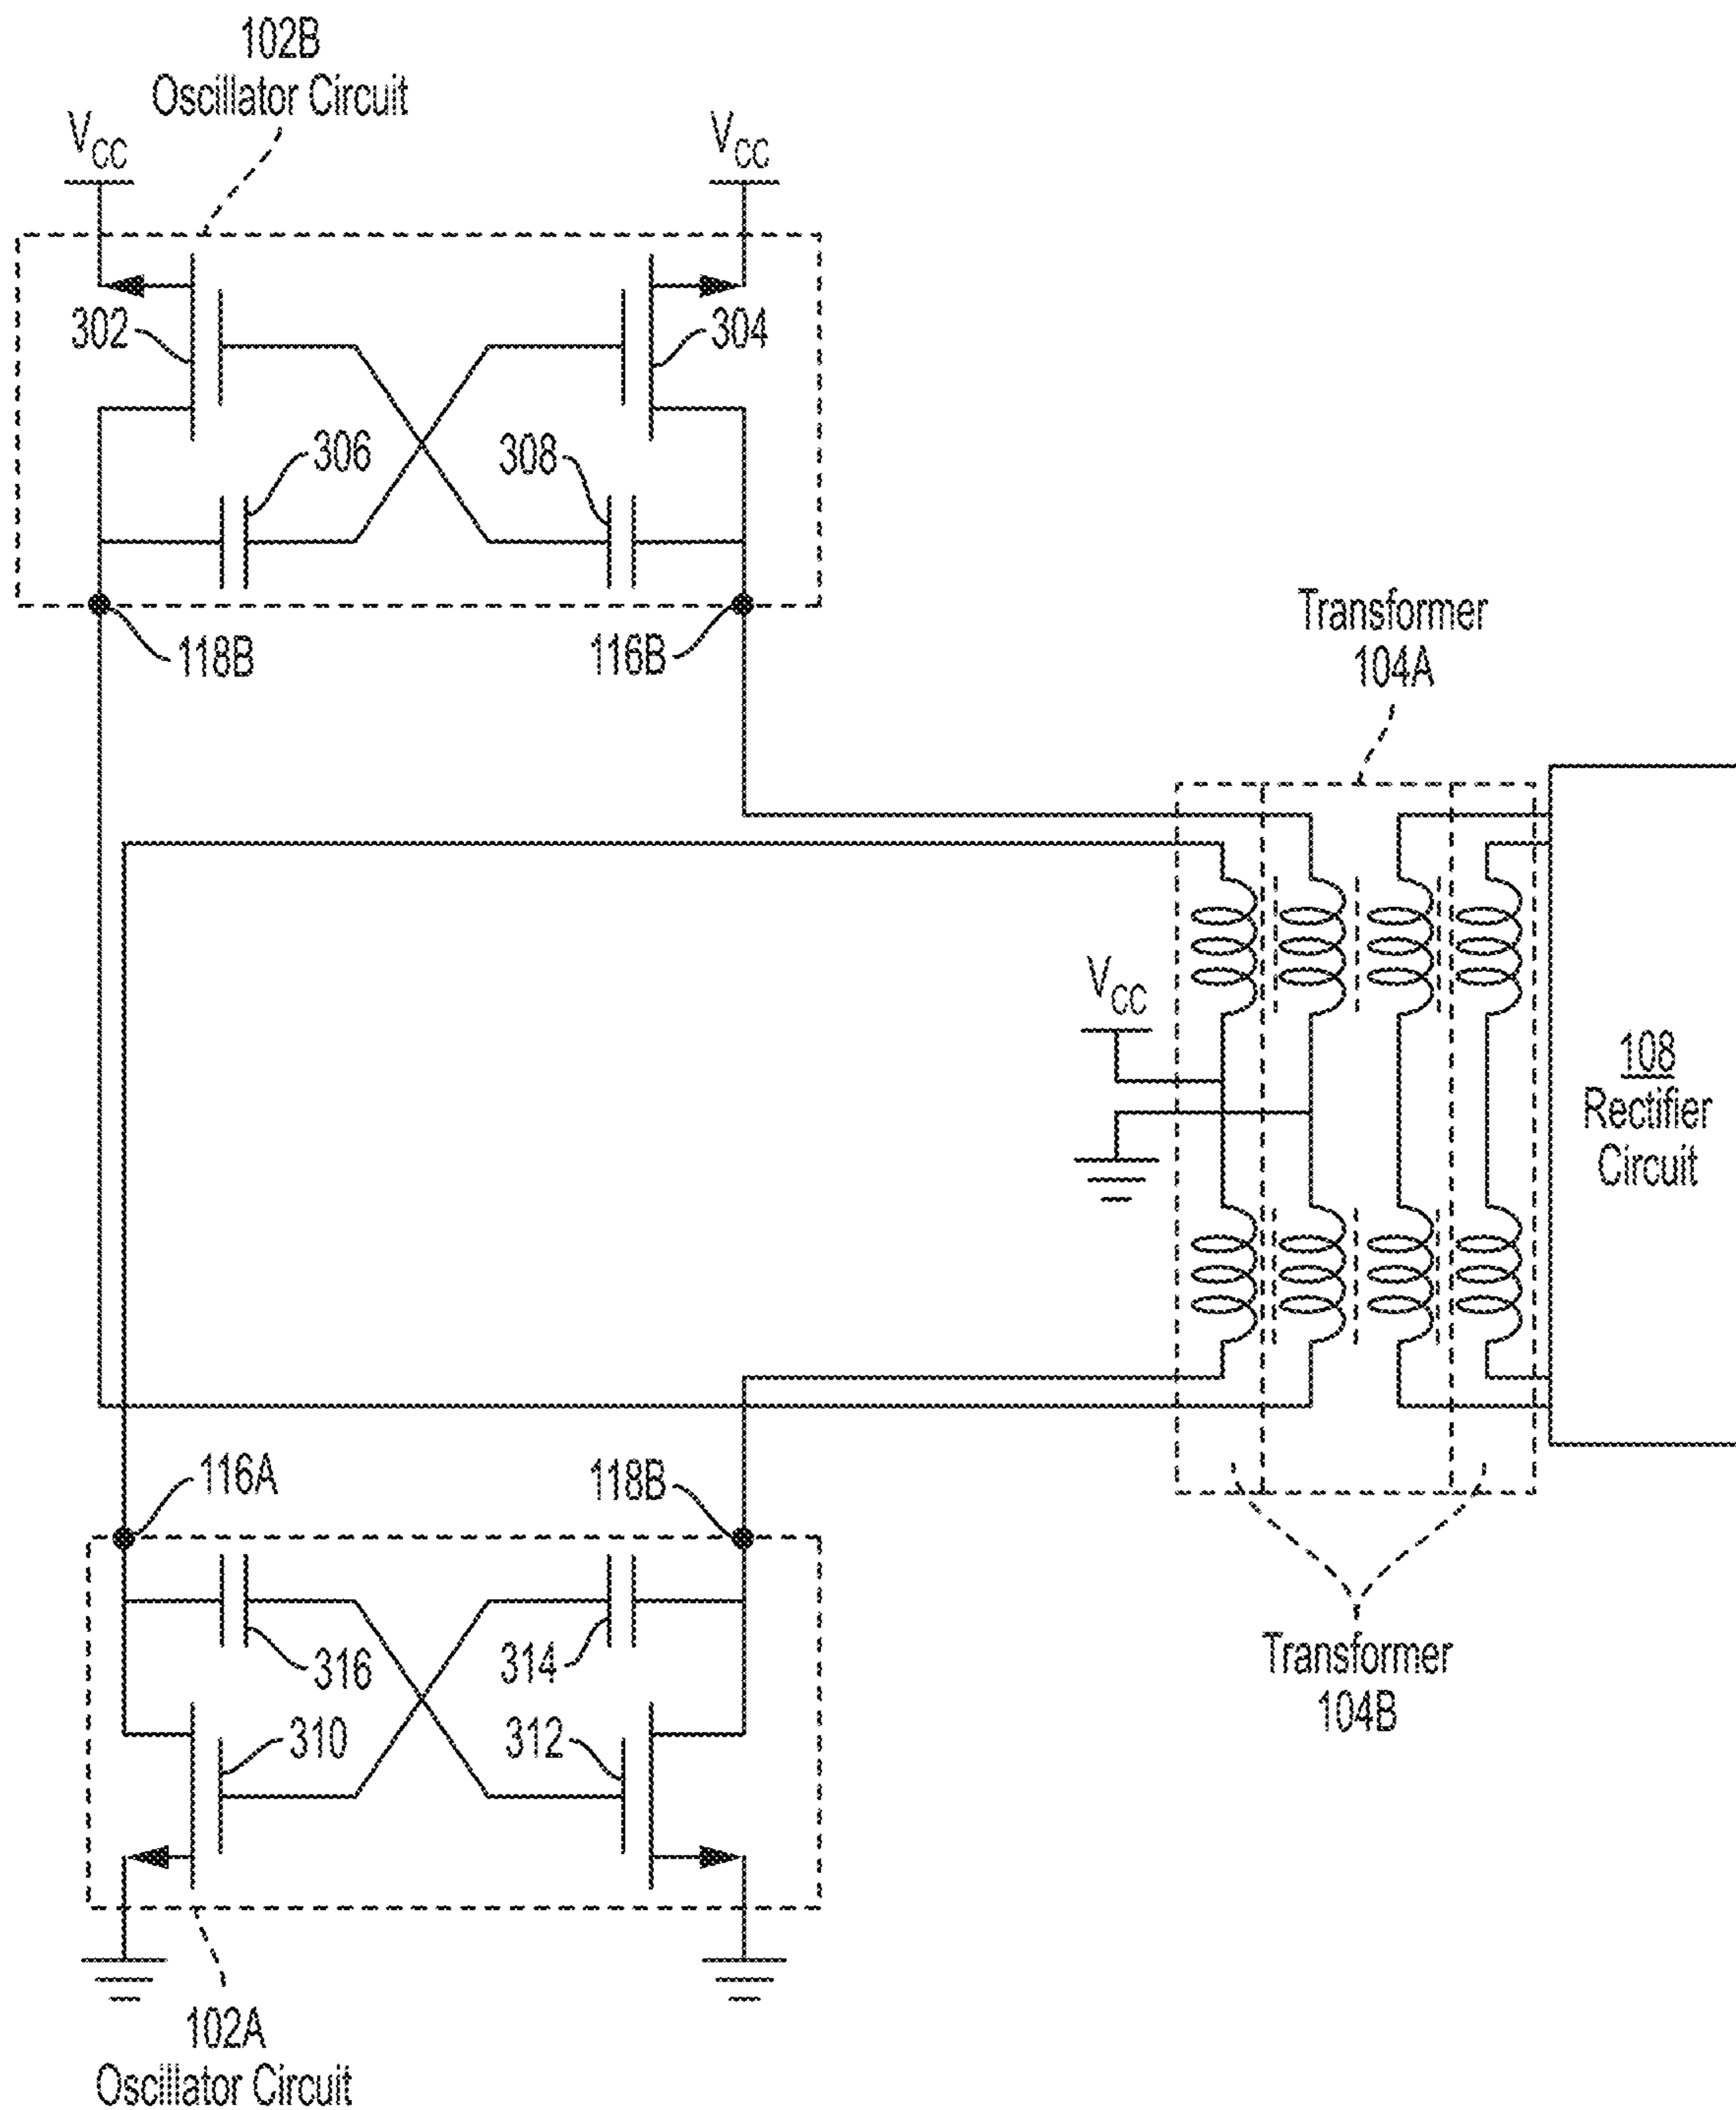 102B
Oscillator Circuit
VCC
VCC
302
304
306
308
118B
116B
Transformer
104A
VCC
108
Rectifier
Circuit
116A
118B
316
314
310
312
Transformer
104B
102A
Oscillator Circuit